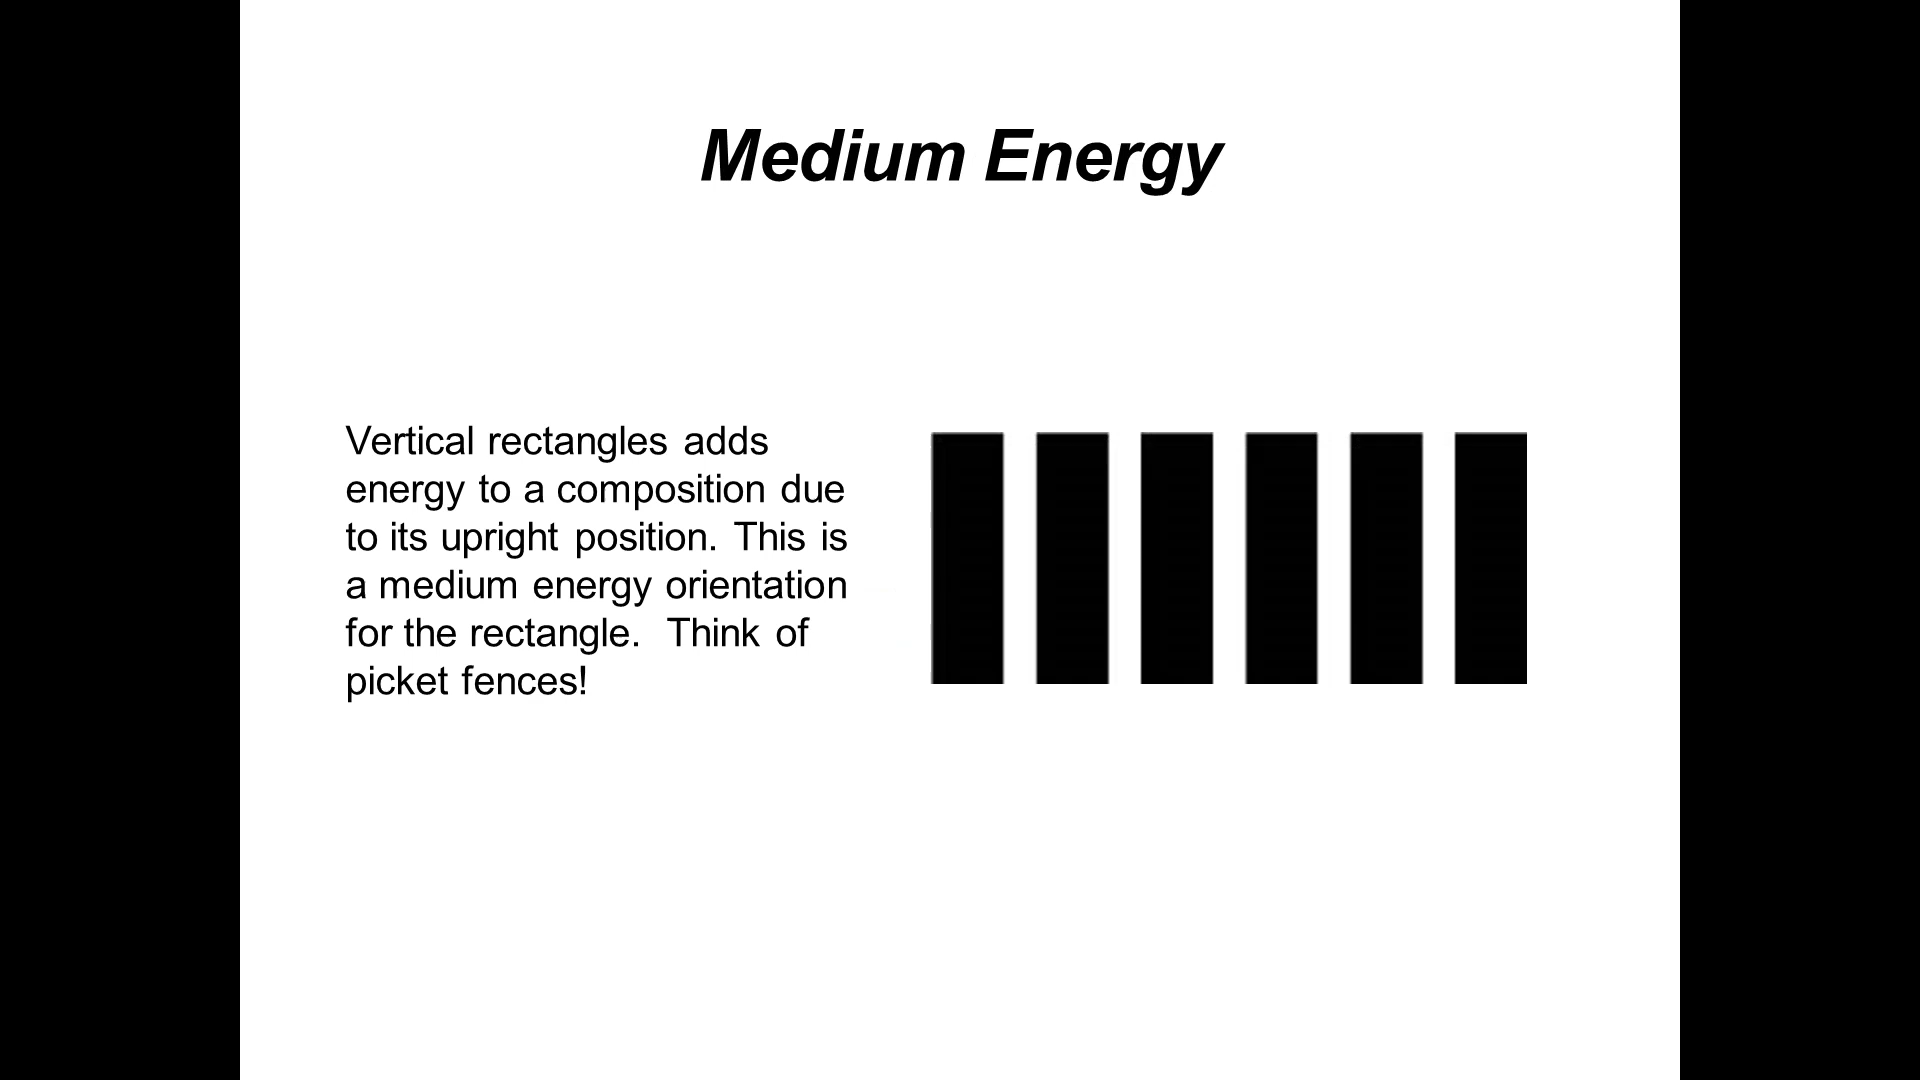 Medium Energy
Vertical rectangles adds
energy to a composition due
to its upright position. This is
a medium energy orientation
for the rectangle.  Think of
picket fences!